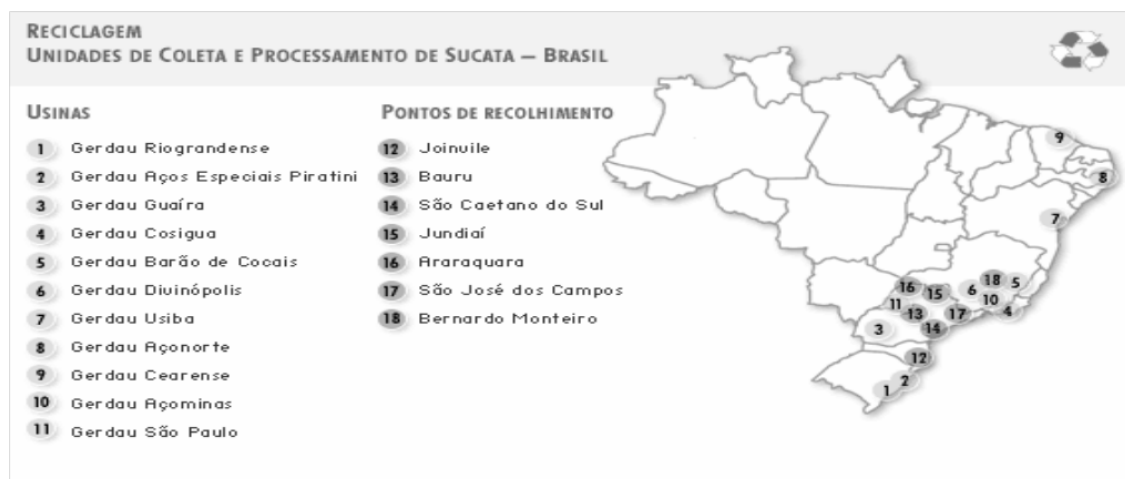 RECICLAGEM
UNIDADES DE COLETA E PROCESSAMENTO DE SUCATA – BRASIL
USINAS
1 Gerdau Riograndense
2 Gerdau Aços Especiais Piratini
3 Gerdau Guaíra
4 Gerdau Cosigua
5 Gerdau Barão de Cocais
6 Gerdau Divinópolis
7 Gerdau Usiba
8 Gerdau Açonorte
9 Gerdau Cearense
10 Gerdau Açominas
11 Gerdau São Paulo
PONTOS DE RECOLHIMENTO
12 Joinvile
13 Bauru
14 São Caetano do Sul
15 Jundiaí
16 Araraquara
17 São José dos Campos
18 Bernardo Monteiro
9
8
7
16 15 6 18 5
11 13 17 10 4
3 14
12
2
1